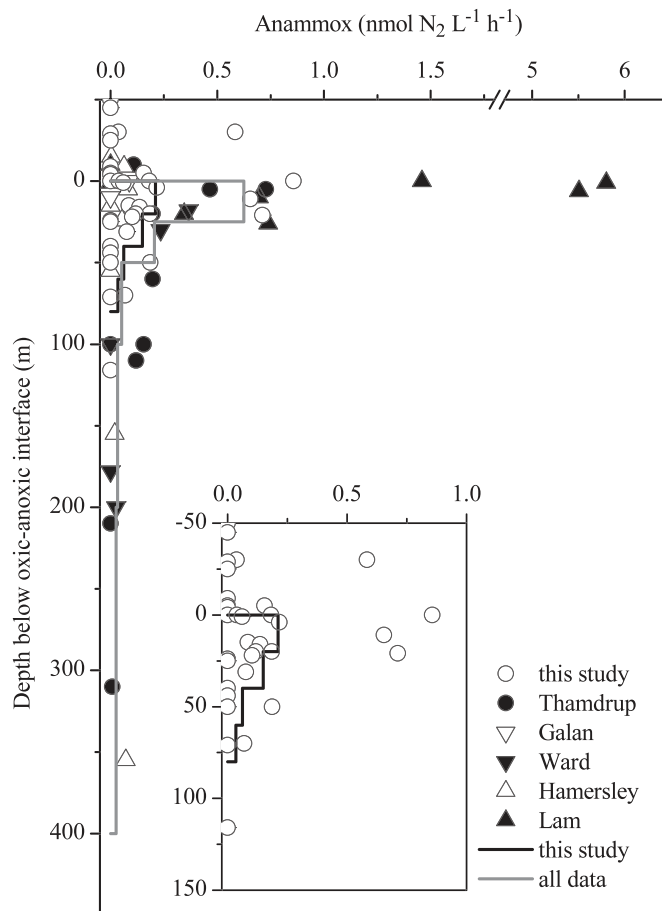 Anammox (nmol N₂ L⁻¹ h⁻¹)
0.0 0.5 1.0 1.5 5 6
Depth below oxic-anoxic interface (m)
0
100
200
300
400
0.0 0.5 1.0
-50
0
50
100
150
this study
Thamdrup
Galan
Ward
Hamersley
Lam
this study
all data